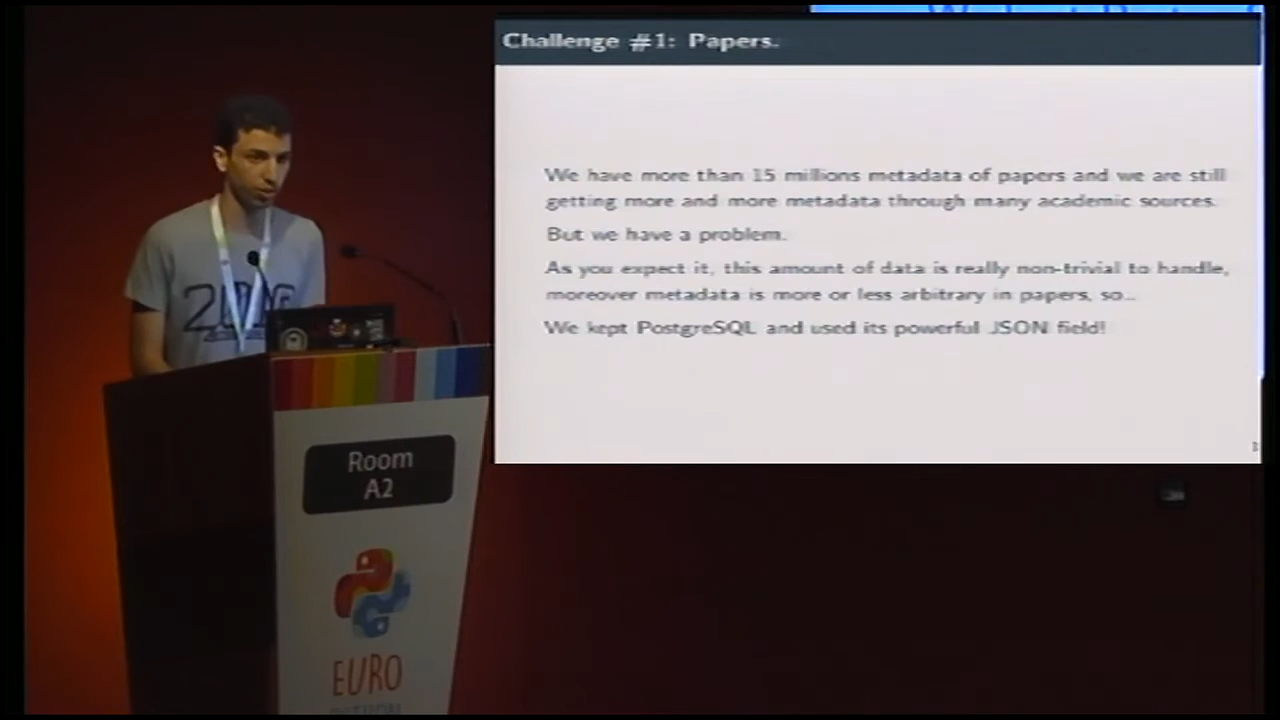 Challenge #1: Papers.
We have more than 15 millions metadata of papers and we are still
getting more and more metadata through many academic sources.
But we have a problem.
As you expect it, this amount of data is really non-trivial to handle,
moreover metadata is more or less arbitrary in papers, so...
We kept PostgreSQL and used its powerful JSON field!
Room
A2
EURO